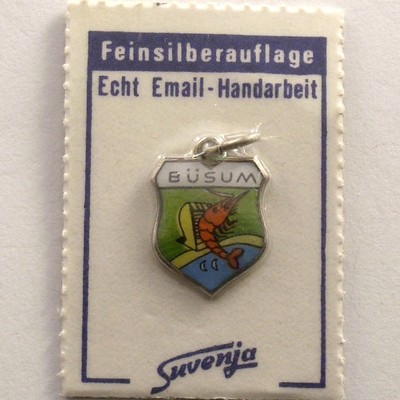 Feinsilberauflage
Echt Email-Handarbeit
BÜSUM
Suvenja